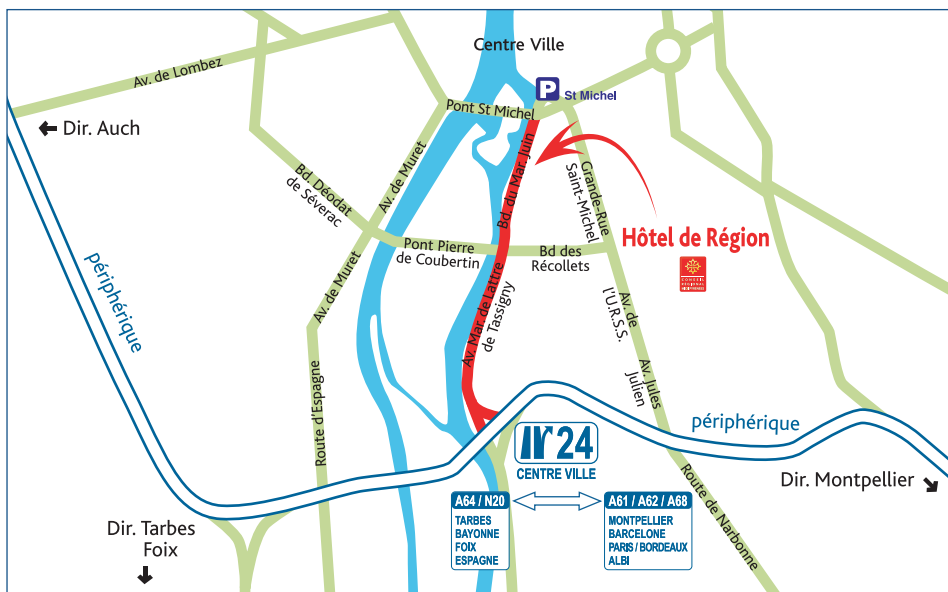 Centre Ville
Av. de Lombez
P
St Michel
Pont St Michel
← Dir. Auch
Av. de Muret
Bd. du Mar. Juin
Grande-Rue
Saint-Michel
Bd. Déodat
de Séverac
Hôtel de Région
Pont Pierre
de Coubertin
Bd des
Récollets
périphérique
Av. de Muret
Av. Mar. de Lattre
de Tassigny
Av. de
l'U.R.S.S.
Av. Jules
Julien
Route d'Espagne
périphérique
24
CENTRE VILLE
Dir. Montpellier
Route de Narbonne
A64 / N20
TARBES
BAYONNE
FOIX
ESPAGNE
A61 / A62 / A68
MONTPELLIER
BARCELONE
PARIS / BORDEAUX
ALBI
Dir. Tarbes
Foix